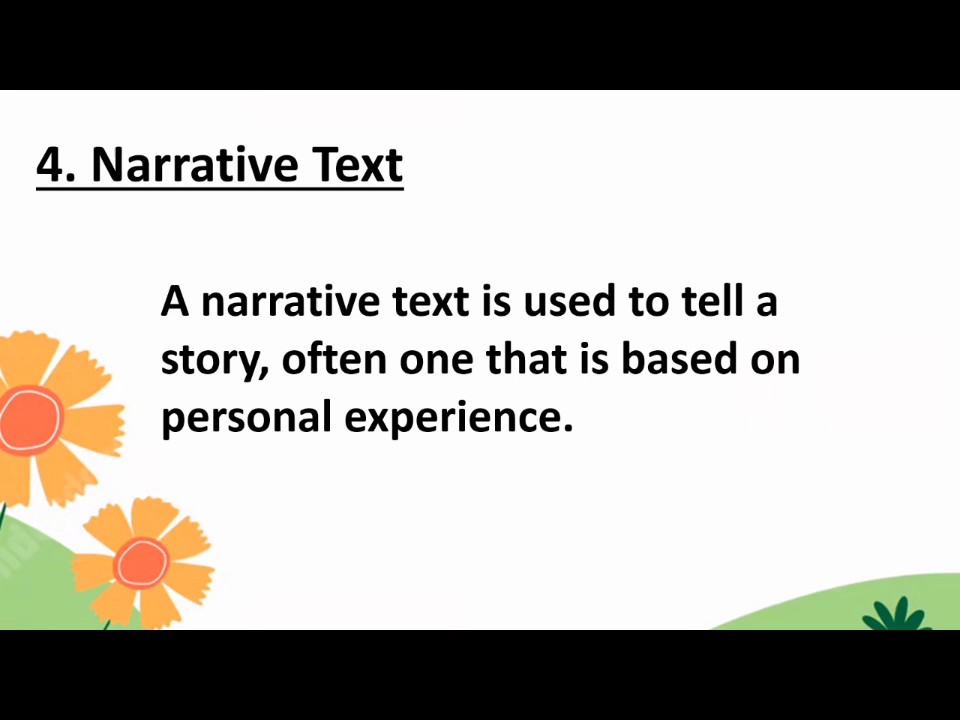 4. Narrative Text
A narrative text is used to tell a
story, often one that is based on
personal experience.